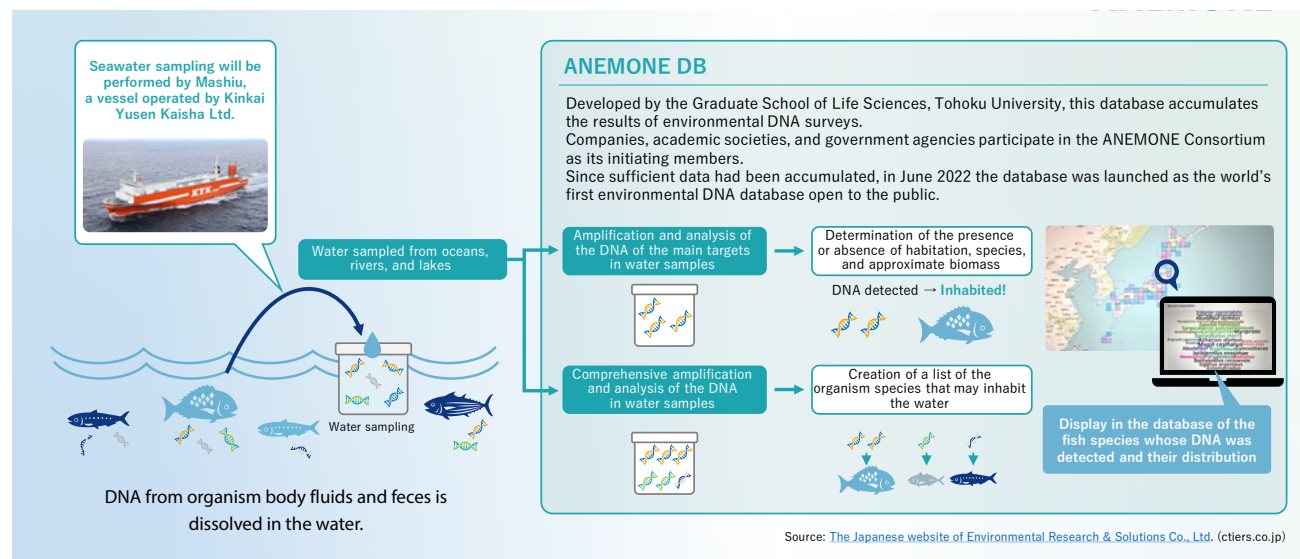 Seawater sampling will be
performed by Mashiu,
a vessel operated by Kinkai
Yusen Kaisha Ltd.
KYK
Water sampled from oceans,
rivers, and lakes
Water sampling
DNA from organism body fluids and feces is
dissolved in the water.
ANEMONE DB
Developed by the Graduate School of Life Sciences, Tohoku University, this database accumulates
the results of environmental DNA surveys.
Companies, academic societies, and government agencies participate in the ANEMONE Consortium
as its initiating members.
Since sufficient data had been accumulated, in June 2022 the database was launched as the world's
first environmental DNA database open to the public.
Amplification and analysis of
the DNA of the main targets
in water samples
Determination of the presence
or absence of habitation, species,
and approximate biomass
DNA detected → Inhabited!
Comprehensive amplification
and analysis of the DNA
in water samples
Creation of a list of the
organism species that may inhabit
the water
Display in the database of the
fish species whose DNA was
detected and their distribution
Source: The Japanese website of Environmental Research & Solutions Co., Ltd. (ctiers.co.jp)